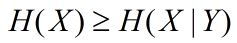 H(X) ≥ H(X | Y)